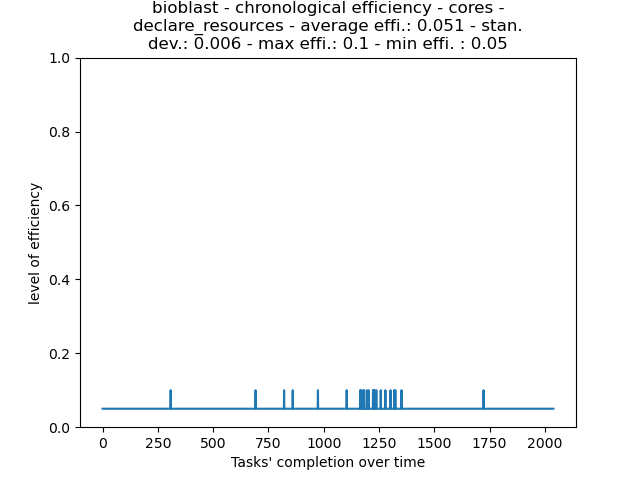 bioblast - chronological efficiency - cores -
declare_resources - average effi.: 0.051 - stan.
dev.: 0.006 - max effi.: 0.1 - min effi. : 0.05
1.0
0.8
0.6
0.4
0.2
0.0
level of efficiency
0 250 500 750 1000 1250 1500 1750 2000
Tasks' completion over time